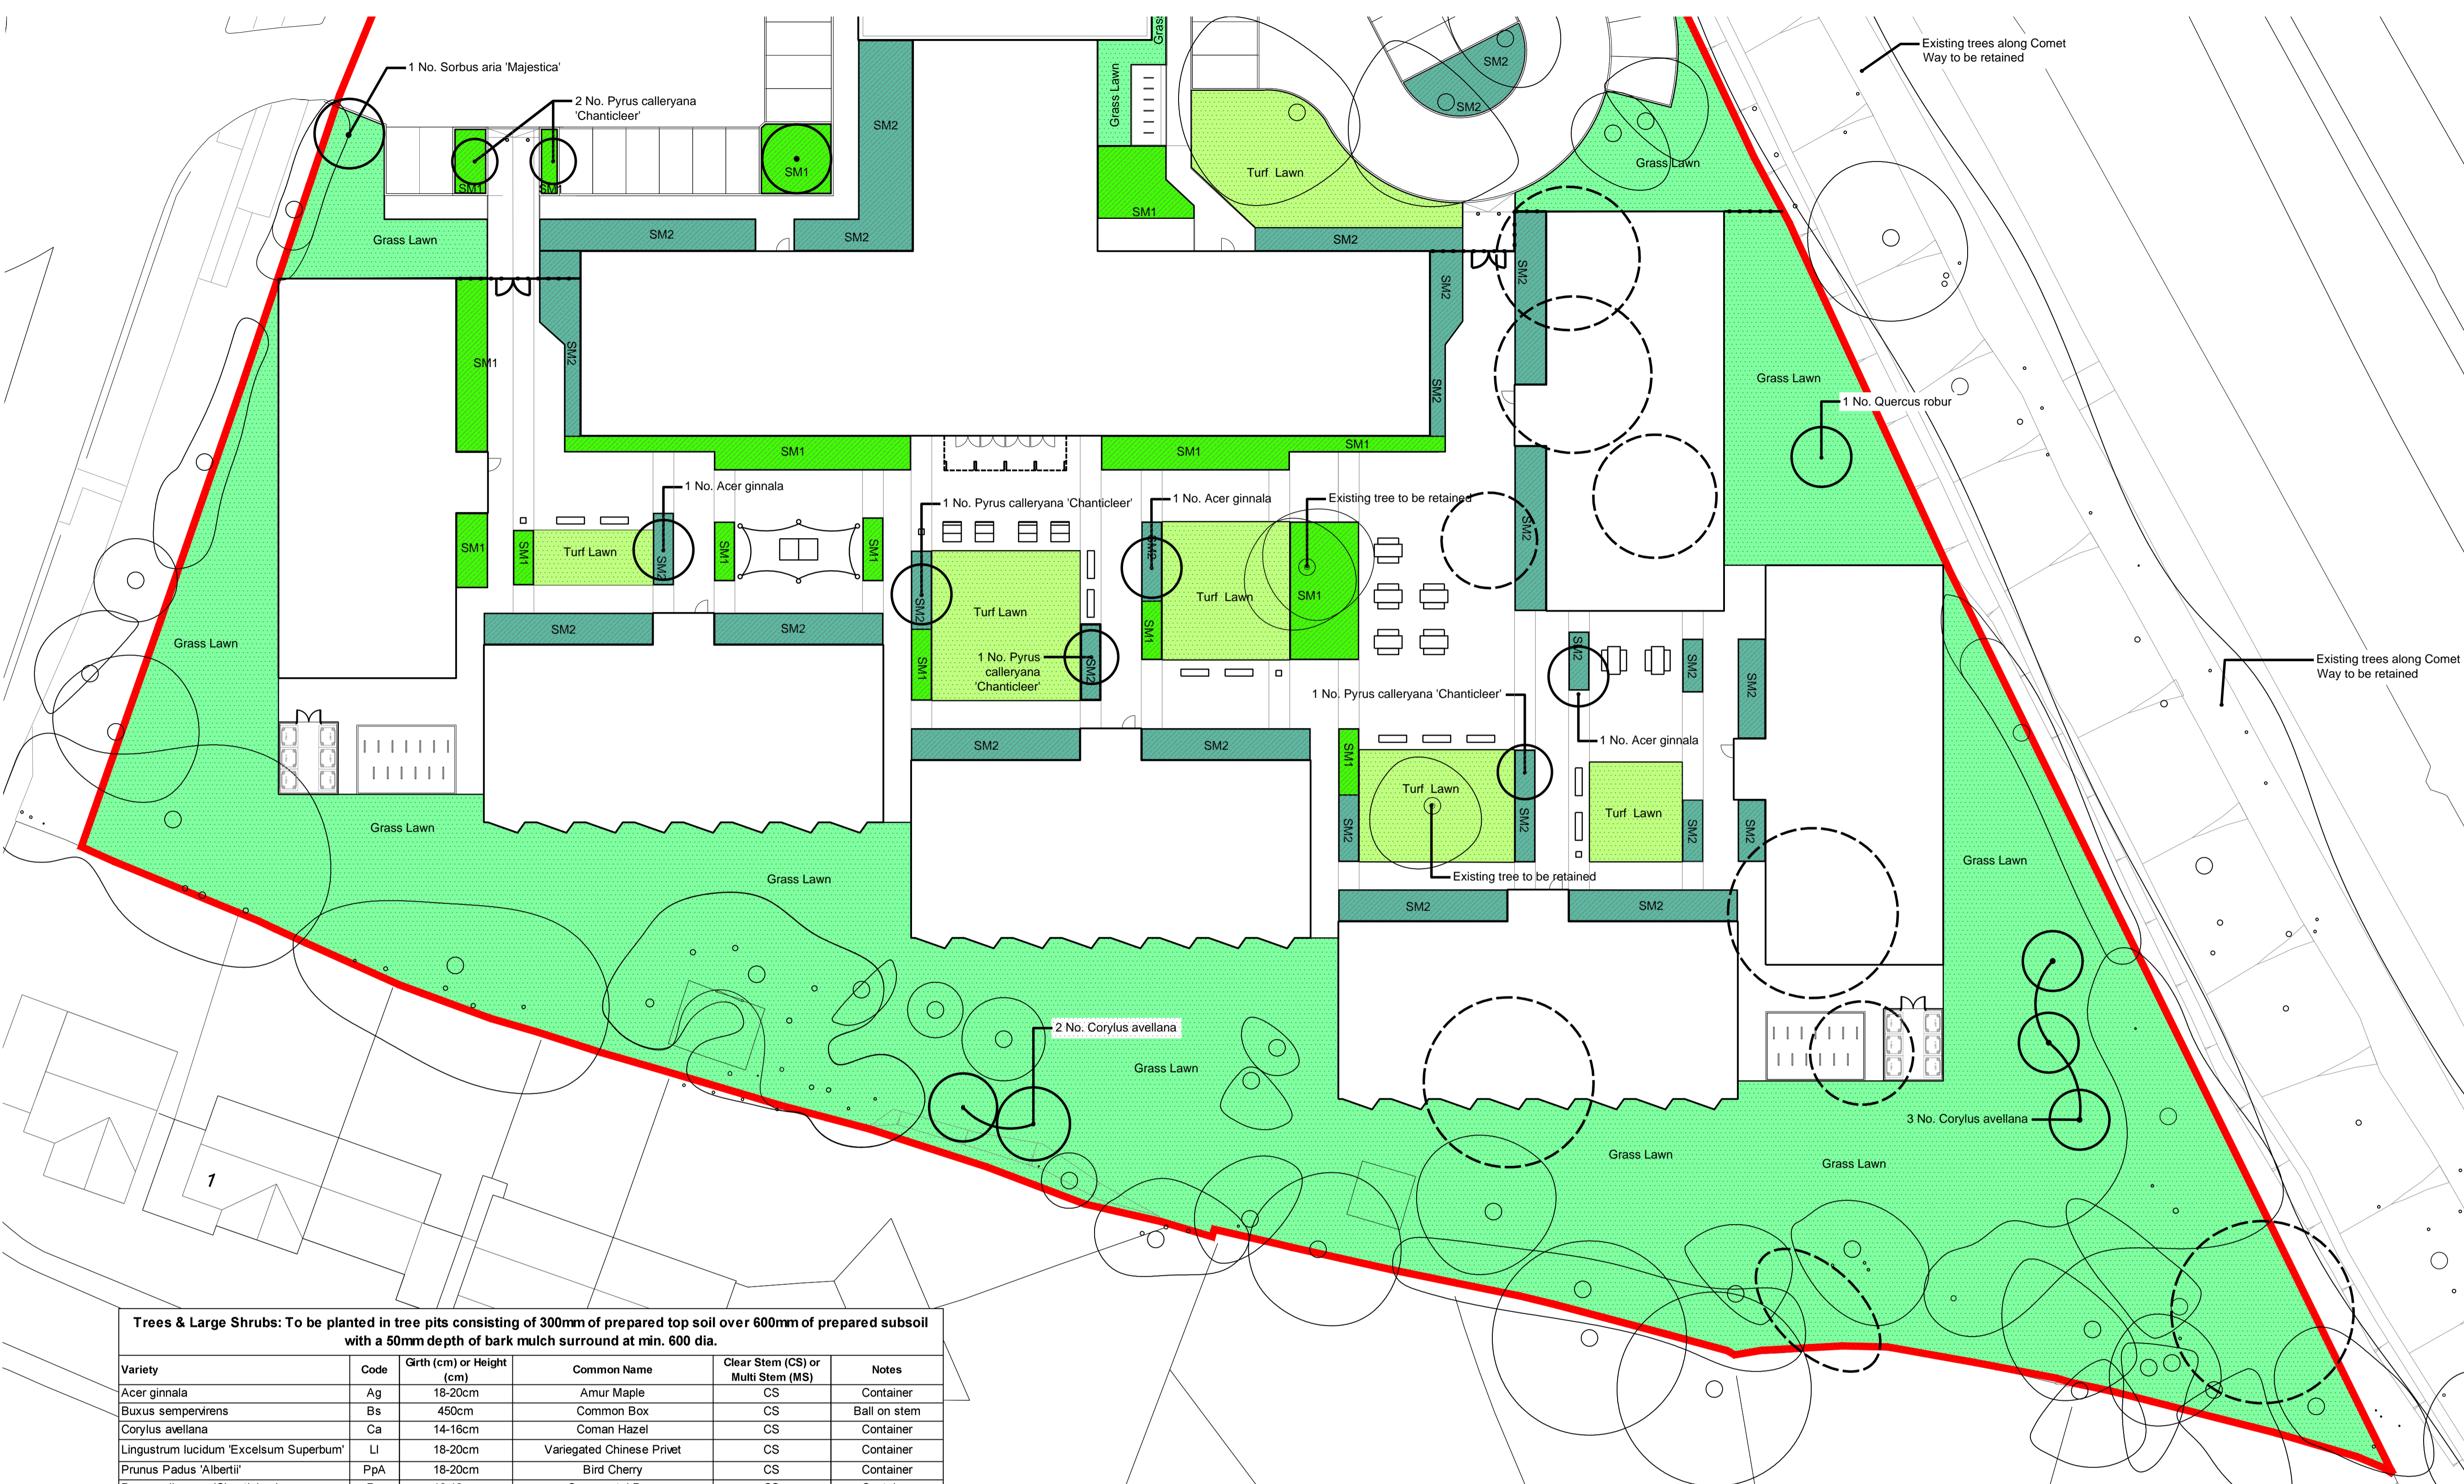 Grass Lawn
Existing trees along Comet
Way to be retained
1 No. Sorbus aria 'Majestica'
2 No. Pyrus calleryana
'Chanticleer'
SM2
SM2
Grass Lawn
SM2
SM1
SM1
SM1
Turf Lawn
Grass Lawn
SM1
Grass Lawn
SM2
SM2
SM2
SM2
SM2
SM1
SM2
SM2
SM2
Grass Lawn
1 No. Quercus robur
SM1
SM1
SM1
1 No. Acer ginnala
1 No. Pyrus calleryana 'Chanticleer'
1 No. Acer ginnala
Existing tree to be retained
SM1
SM1
Turf Lawn
SM2
SM1
SM1
SM2
SM2
SM2
Turf Lawn
Turf Lawn
SM1
SM1
SM2
SM2
SM1
1 No. Pyrus
calleryana
'Chanticleer'
SM2
SM1
Grass Lawn
SM2
SM2
SM2
Existing trees along Comet
Way to be retained
1 No. Pyrus calleryana 'Chanticleer'
SM2
SM2
1 No. Acer ginnala
SM1
Turf Lawn
SM2
SM2
Turf Lawn
SM2
SM2
Grass Lawn
Grass Lawn
Existing tree to be retained
Grass Lawn
SM2
SM2
2 No. Corylus avellana
Grass Lawn
3 No. Corylus avellana
Grass Lawn
Grass Lawn
1
Trees & Large Shrubs: To be planted in tree pits consisting of 300mm of prepared top soil over 600mm of prepared subsoil
with a 50mm depth of bark mulch surround at min. 600 dia.
Variety Code Girth (cm) or Height (cm) Common Name Clear Stem (CS) or Multi Stem (MS) Notes
Acer ginnala Ag 18-20cm Amur Maple CS Container
Buxus sempervirens Bs 450cm Common Box CS Ball on stem
Corylus avellana Ca 14-16cm Coman Hazel CS Container
Lingustrum lucidum 'Excelsum Superbum' Ll 18-20cm Variegated Chinese Privet CS Container
Prunus Padus 'Albertii' PpA 18-20cm Bird Cherry CS Container